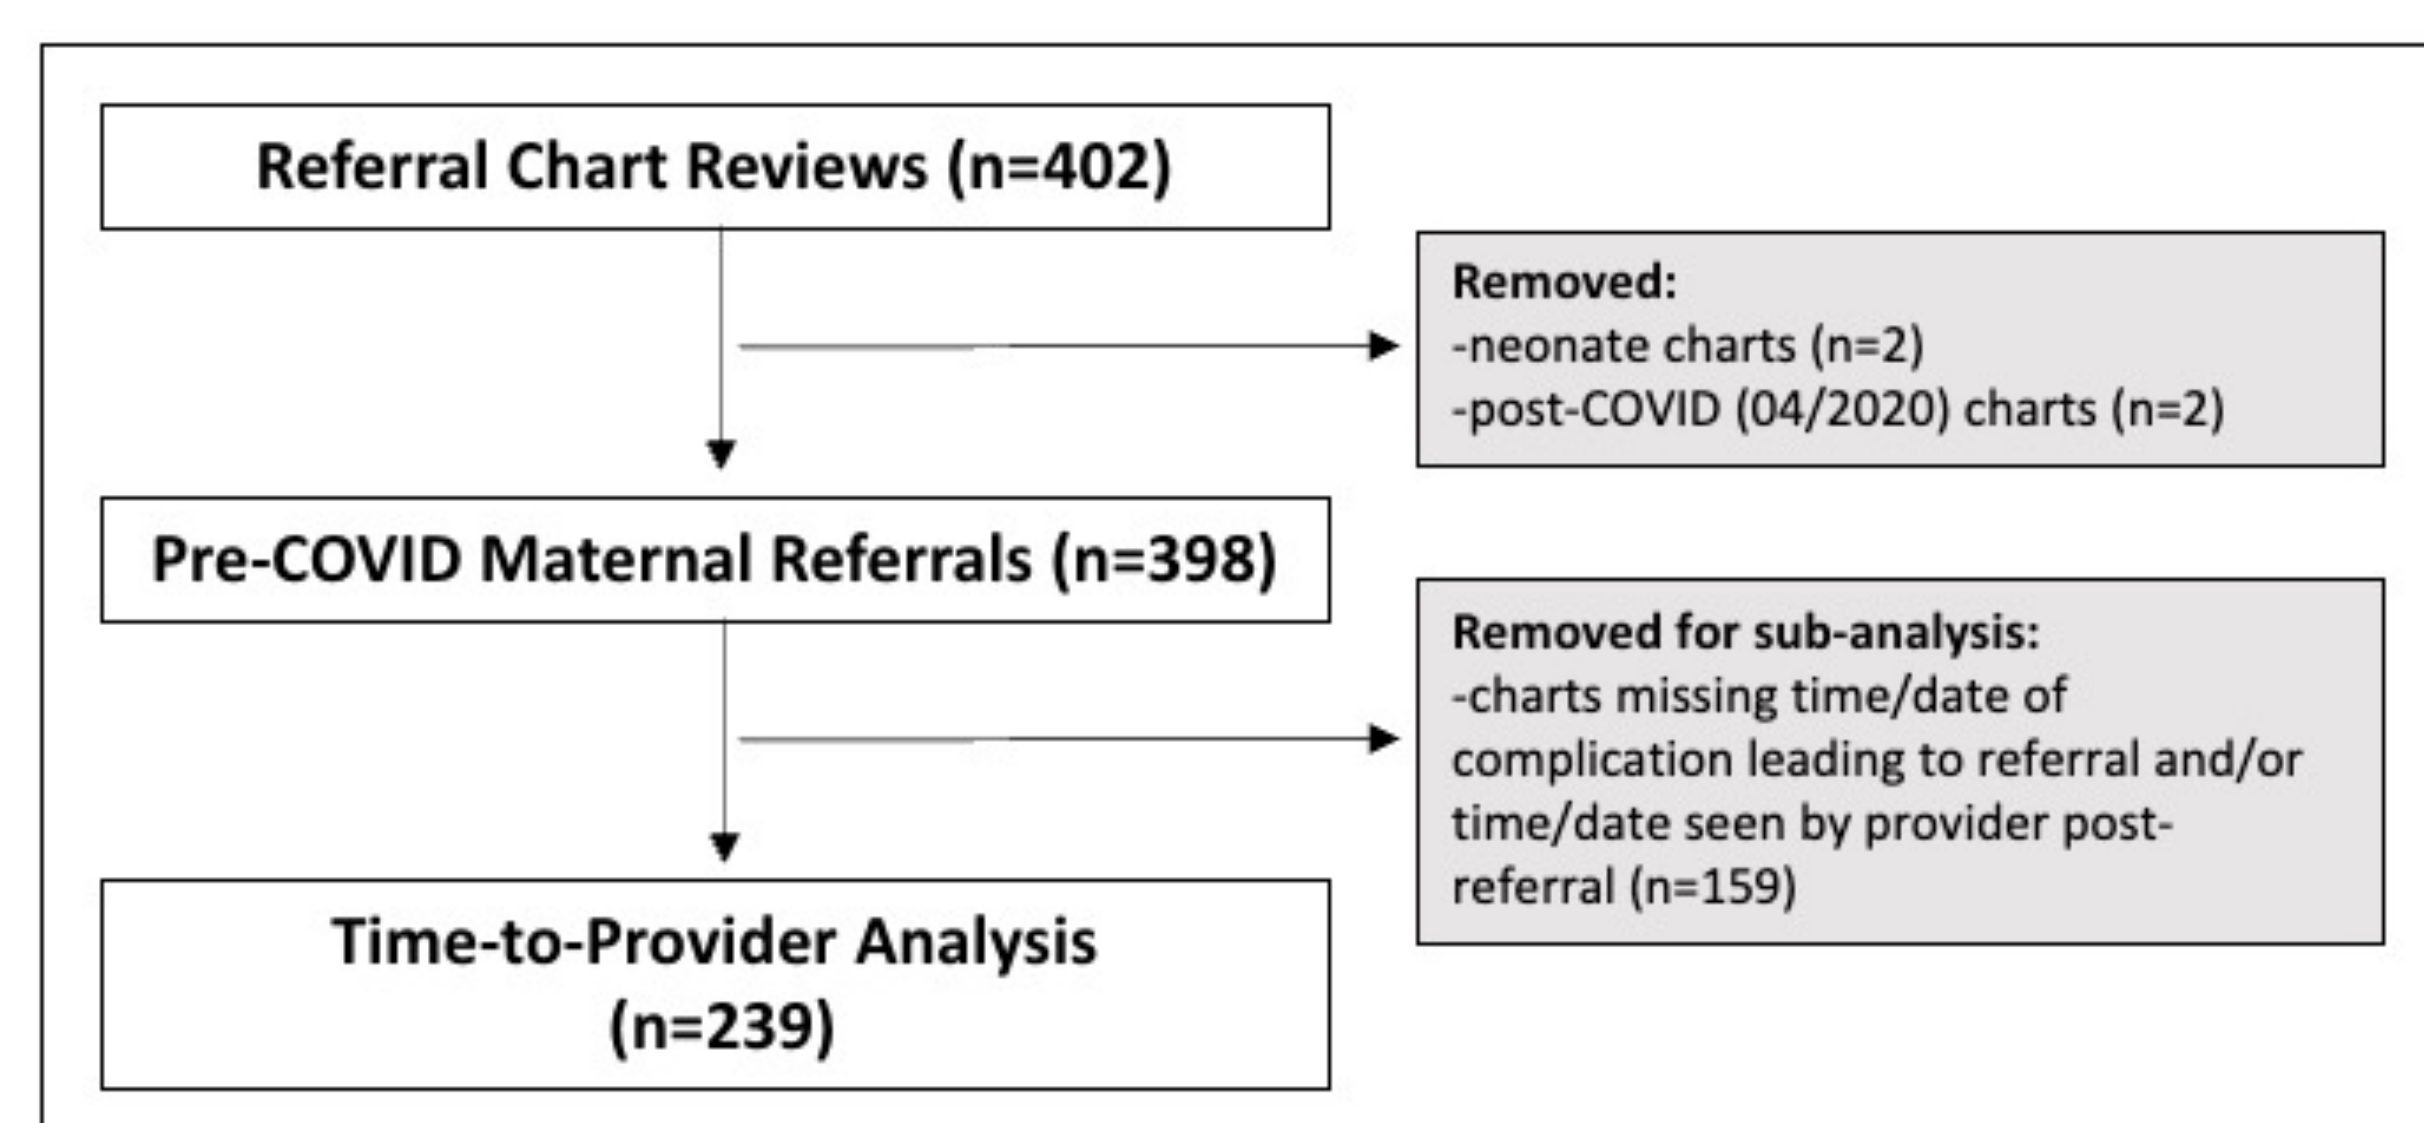 Referral Chart Reviews (n=402)
Removed:
-neonate charts (n=2)
-post-COVID (04/2020) charts (n=2)
Pre-COVID Maternal Referrals (n=398)
Removed for sub-analysis:
-charts missing time/date of
complication leading to referral and/or
time/date seen by provider post-
referral (n=159)
Time-to-Provider Analysis
(n=239)